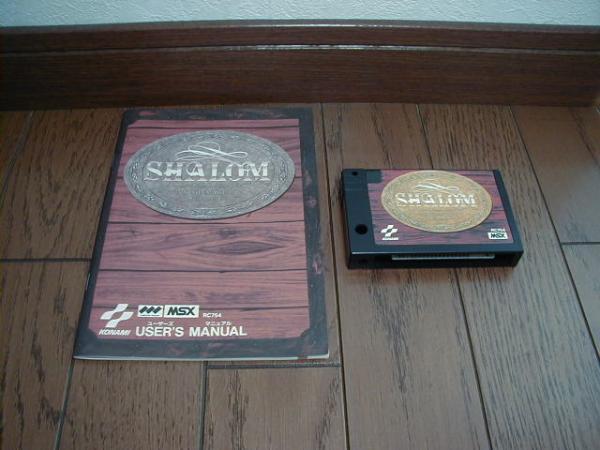 SHALOM
KONAMI
MSX
RC754
ユーザーズ マニュアル
USER'S MANUAL
SHALOM
KONAMI
RC754
MSX